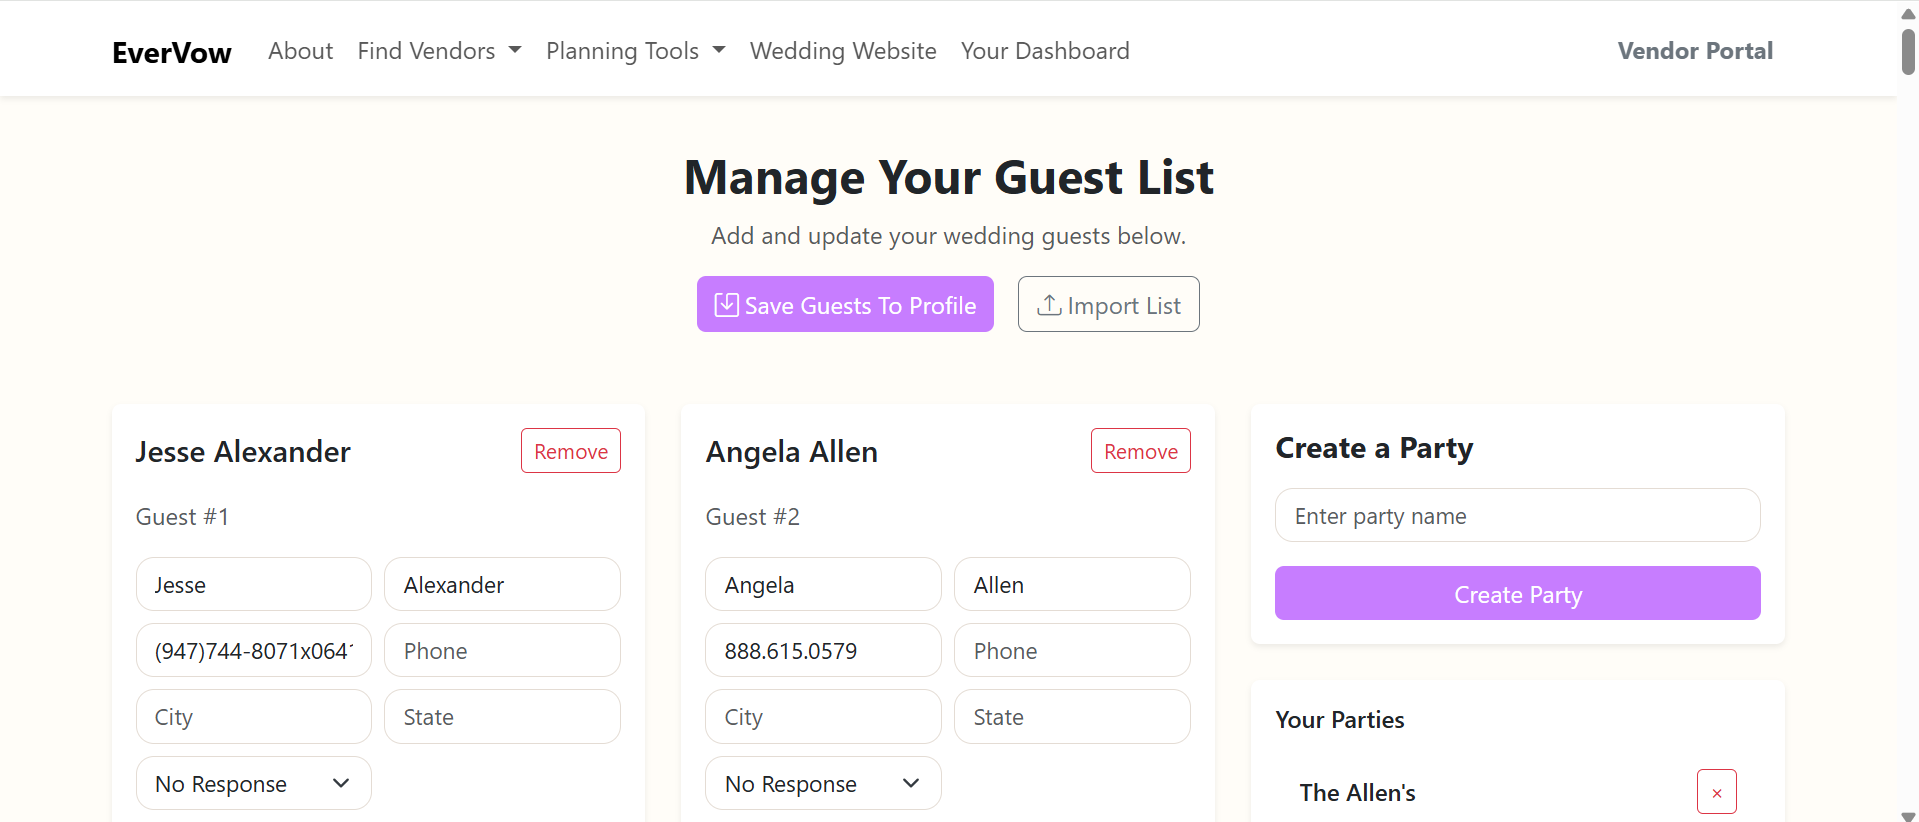 EverVow About Find Vendors Planning Tools Wedding Website Your Dashboard Vendor Portal
Manage Your Guest List
Add and update your wedding guests below.
Save Guests To Profile Import List
Jesse Alexander Remove
Guest #1
Jesse Alexander
(947)744-8071x0641 Phone
City State
No Response
Angela Allen Remove
Guest #2
Angela Allen
888.615.0579 Phone
City State
No Response
Create a Party
Enter party name
Create Party
Your Parties
The Allen's ×